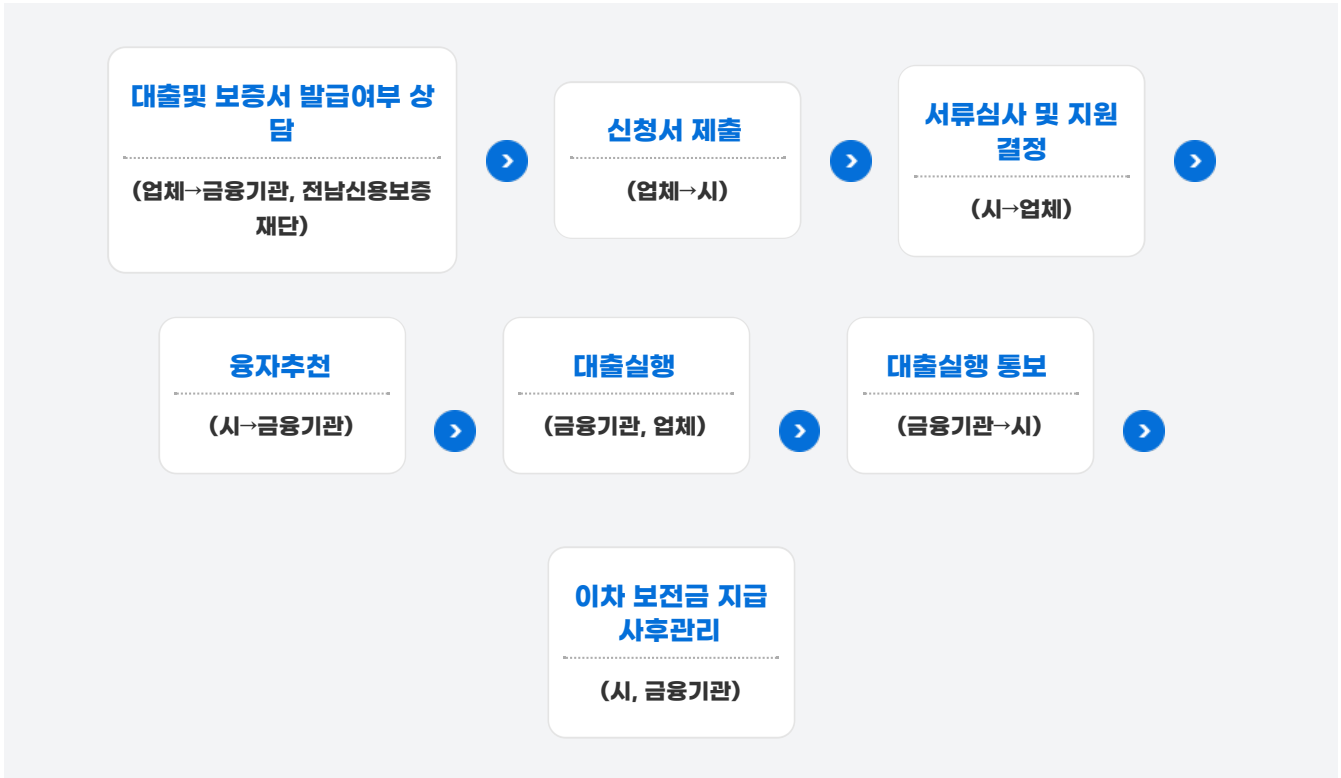 대출및 보증서 발급여부 상
담
(업체→금융기관, 전남신용보증
재단)
신청서 제출
(업체→시)
서류심사 및 지원
결정
(시→업체)
융자추천
(시→금융기관)
대출실행
(금융기관, 업체)
대출실행 통보
(금융기관→시)
이차 보전금 지급
사후관리
(시, 금융기관)